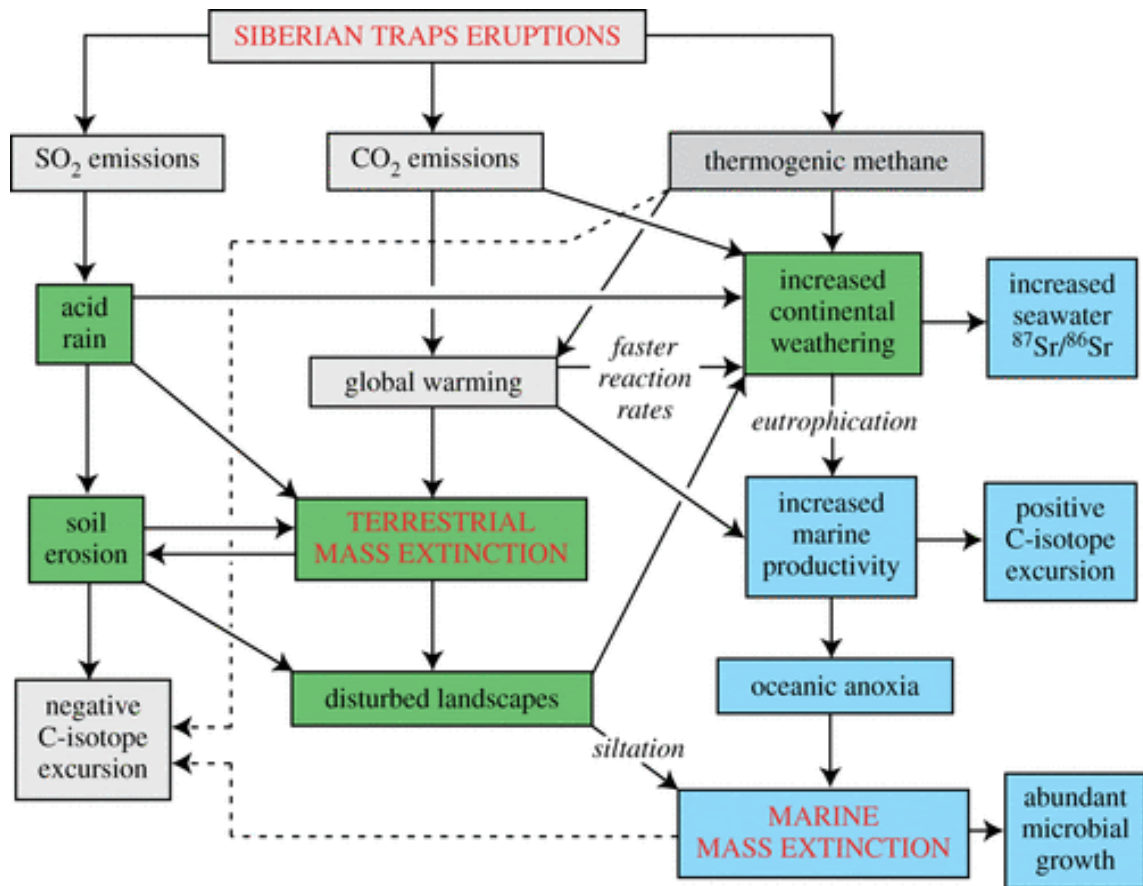 SIBERIAN TRAPS ERUPTIONS
SO₂ emissions
CO₂ emissions
thermogenic methane
acid
rain
increased
continental
weathering
increased
seawater
⁸⁷Sr/⁸⁶Sr
global warming
faster
reaction
rates
eutrophication
soil
erosion
TERRESTRIAL
MASS EXTINCTION
increased
marine
productivity
positive
C-isotope
excursion
negative
C-isotope
excursion
disturbed landscapes
oceanic anoxia
siltation
MARINE
MASS EXTINCTION
abundant
microbial
growth